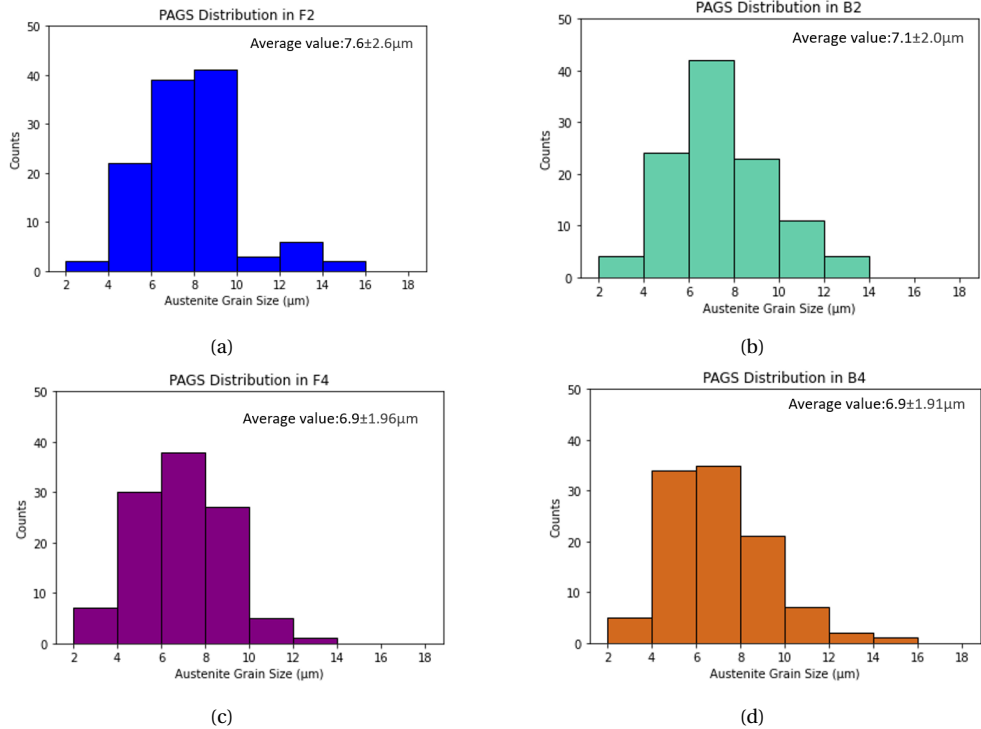 PAGS Distribution in F2
Average value:7.6±2.6μm
50
40
30
20
10
0
Counts
2 4 6 8 10 12 14 16 18
Austenite Grain Size (μm)
(a)
PAGS Distribution in B2
Average value:7.1±2.0μm
50
40
30
20
10
0
Counts
2 4 6 8 10 12 14 16 18
Austenite Grain Size (μm)
(b)
PAGS Distribution in F4
Average value:6.9±1.96μm
50
40
30
20
10
0
Counts
2 4 6 8 10 12 14 16 18
Austenite Grain Size (μm)
(c)
PAGS Distribution in B4
Average value:6.9±1.91μm
50
40
30
20
10
0
Counts
2 4 6 8 10 12 14 16 18
Austenite Grain Size (μm)
(d)